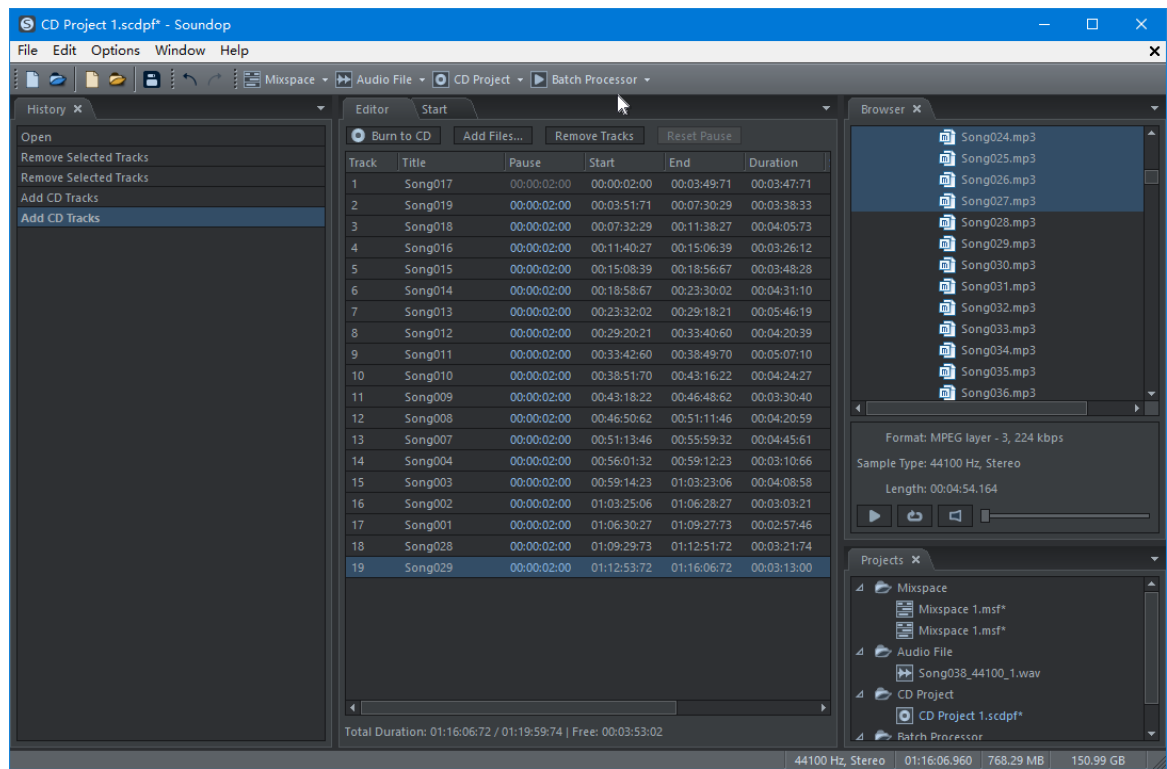 CD Project 1.scdpf* - Soundop
File Edit Options Window Help
Mixspace Audio File CD Project Batch Processor
History
Open
Remove Selected Tracks
Remove Selected Tracks
Add CD Tracks
Add CD Tracks
Editor Start
Burn to CD Add Files... Remove Tracks Reset Pause
Track Title Pause Start End Duration
1 Song017 00:00:02:00 00:00:02:00 00:03:49:71 00:03:47:71
2 Song019 00:00:02:00 00:03:51:71 00:07:30:29 00:03:38:33
3 Song018 00:00:02:00 00:07:32:29 00:11:38:27 00:04:05:73
4 Song016 00:00:02:00 00:11:40:27 00:15:06:39 00:03:26:12
5 Song015 00:00:02:00 00:15:08:39 00:18:56:67 00:03:48:28
6 Song014 00:00:02:00 00:18:58:67 00:23:30:02 00:04:31:10
7 Song013 00:00:02:00 00:23:32:02 00:29:18:21 00:05:46:19
8 Song012 00:00:02:00 00:29:20:21 00:33:40:60 00:04:20:39
9 Song011 00:00:02:00 00:33:42:60 00:38:49:70 00:05:07:10
10 Song010 00:00:02:00 00:38:51:70 00:43:16:22 00:04:24:27
11 Song009 00:00:02:00 00:43:18:22 00:46:48:62 00:03:30:40
12 Song008 00:00:02:00 00:46:50:62 00:51:11:46 00:04:20:59
13 Song007 00:00:02:00 00:51:13:46 00:55:59:32 00:04:45:61
14 Song004 00:00:02:00 00:56:01:32 00:59:12:23 00:03:10:66
15 Song003 00:00:02:00 00:59:14:23 01:03:23:06 00:04:08:58
16 Song002 00:00:02:00 01:03:25:06 01:06:28:27 00:03:03:21
17 Song001 00:00:02:00 01:06:30:27 01:09:27:73 00:02:57:46
18 Song028 00:00:02:00 01:09:29:73 01:12:51:72 00:03:21:74
19 Song029 00:00:02:00 01:12:53:72 01:16:06:72 00:03:13:00
Total Duration: 01:16:06:72 / 01:19:59:74 | Free: 00:03:53:02
Browser
Song024.mp3
Song025.mp3
Song026.mp3
Song027.mp3
Song028.mp3
Song029.mp3
Song030.mp3
Song031.mp3
Song032.mp3
Song033.mp3
Song034.mp3
Song035.mp3
Song036.mp3
Format: MPEG layer - 3, 224 kbps
Sample Type: 44100 Hz, Stereo
Length: 00:04:54.164
Projects
Mixspace
Mixspace 1.msf*
Mixspace 1.msf*
Audio File
Song038_44100_1.wav
CD Project
CD Project 1.scdpf*
Batch Processor
44100 Hz, Stereo 01:16:06.960 768.29 MB 150.99 GB